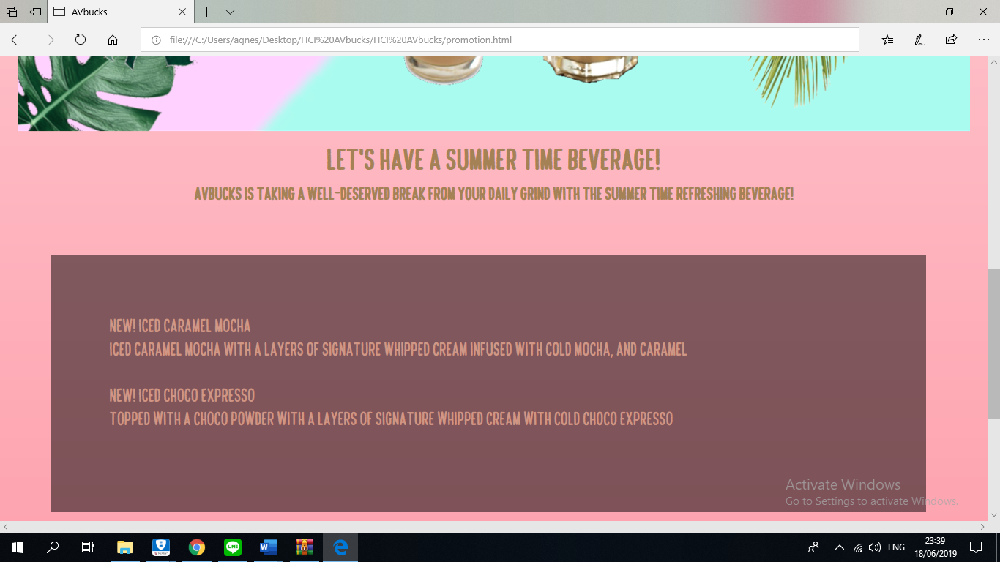 AVbucks
file:///C:/Users/agnes/Desktop/HCI%20AVbucks/HCI%20AVbucks/promotion.html
LET'S HAVE A SUMMER TIME BEVERAGE!
AVBUCKS IS TAKING A WELL-DESERVED BREAK FROM YOUR DAILY GRIND WITH THE SUMMER TIME REFRESHING BEVERAGE!
NEW! ICED CARAMEL MOCHA
ICED CARAMEL MOCHA WITH A LAYERS OF SIGNATURE WHIPPED CREAM INFUSED WITH COLD MOCHA, AND CARAMEL
NEW! ICED CHOCO EXPRESSO
TOPPED WITH A CHOCO POWDER WITH A LAYERS OF SIGNATURE WHIPPED CREAM WITH COLD CHOCO EXPRESSO
Activate Windows
Go to Settings to activate Windows.
LINE
ENG
23:39
18/06/2019